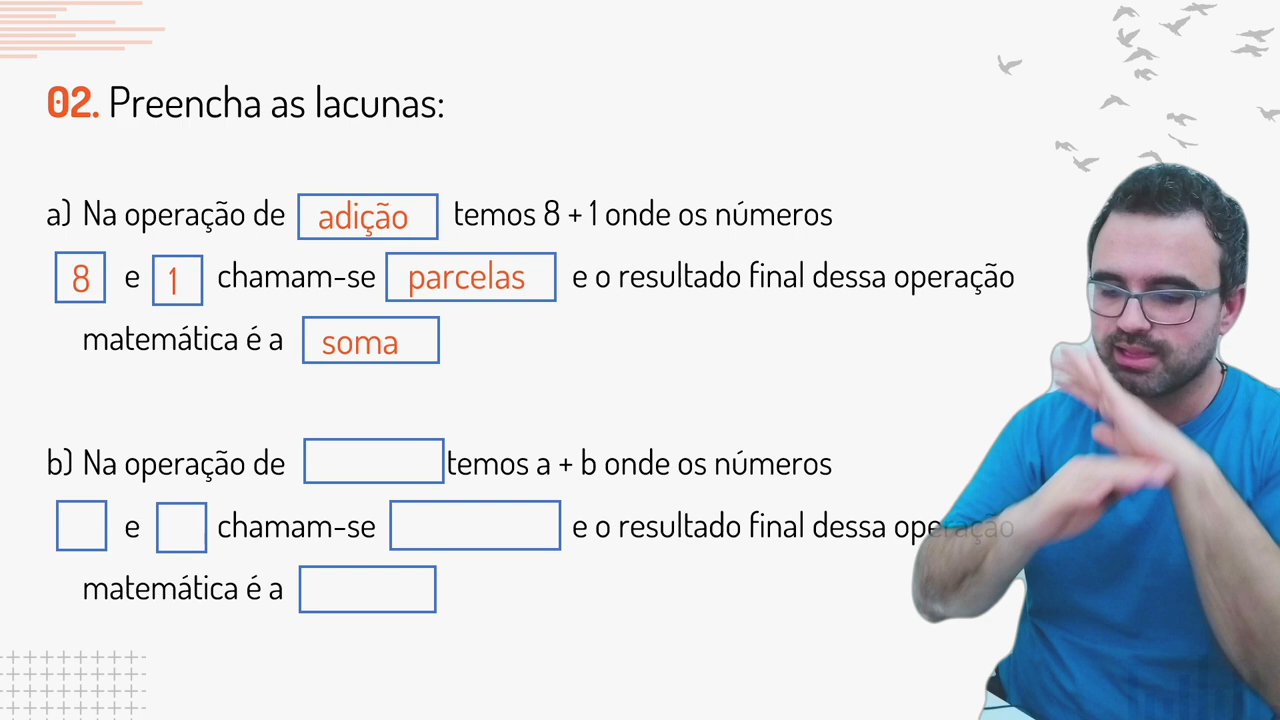 02. Preencha as lacunas:
a) Na operação de adição temos 8 + 1 onde os números
8 e 1 chamam-se parcelas e o resultado final dessa operação
matemática é a soma
b) Na operação de temos a + b onde os números
e chamam-se e o resultado final dessa operação
matemática é a